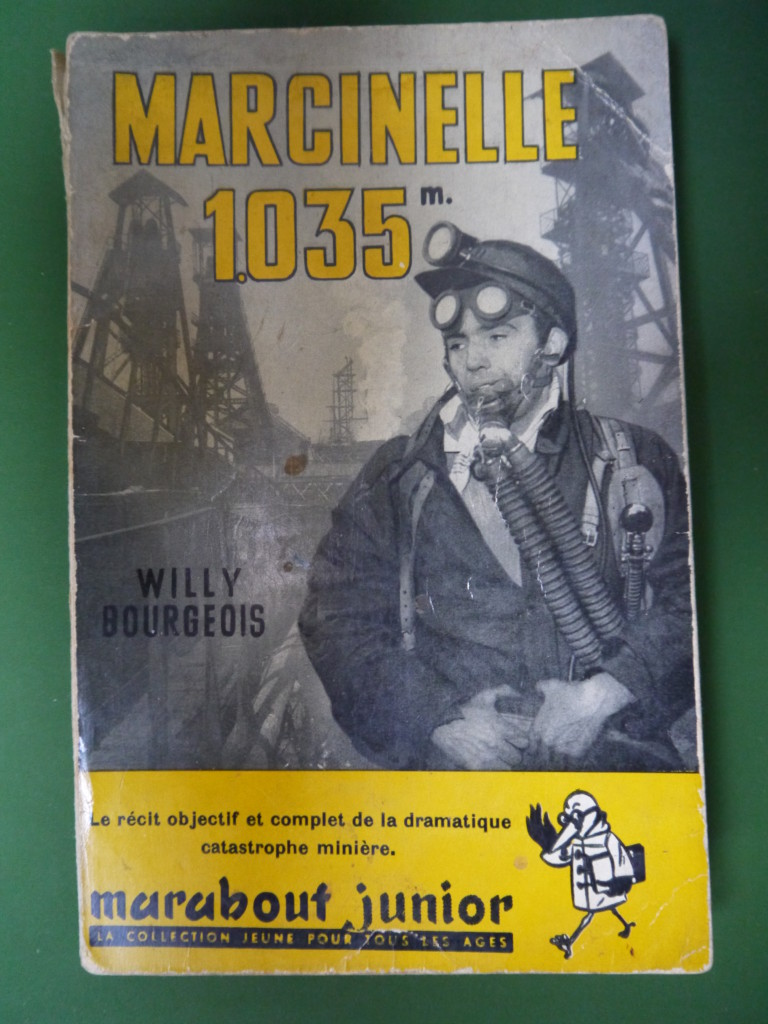 MARCINELLE
1.035 m.
WILLY
BOURGEOIS
Le récit objectif et complet de la dramatique
catastrophe minière.
marabout junior
LA COLLECTION JEUNE POUR TOUS LES AGES